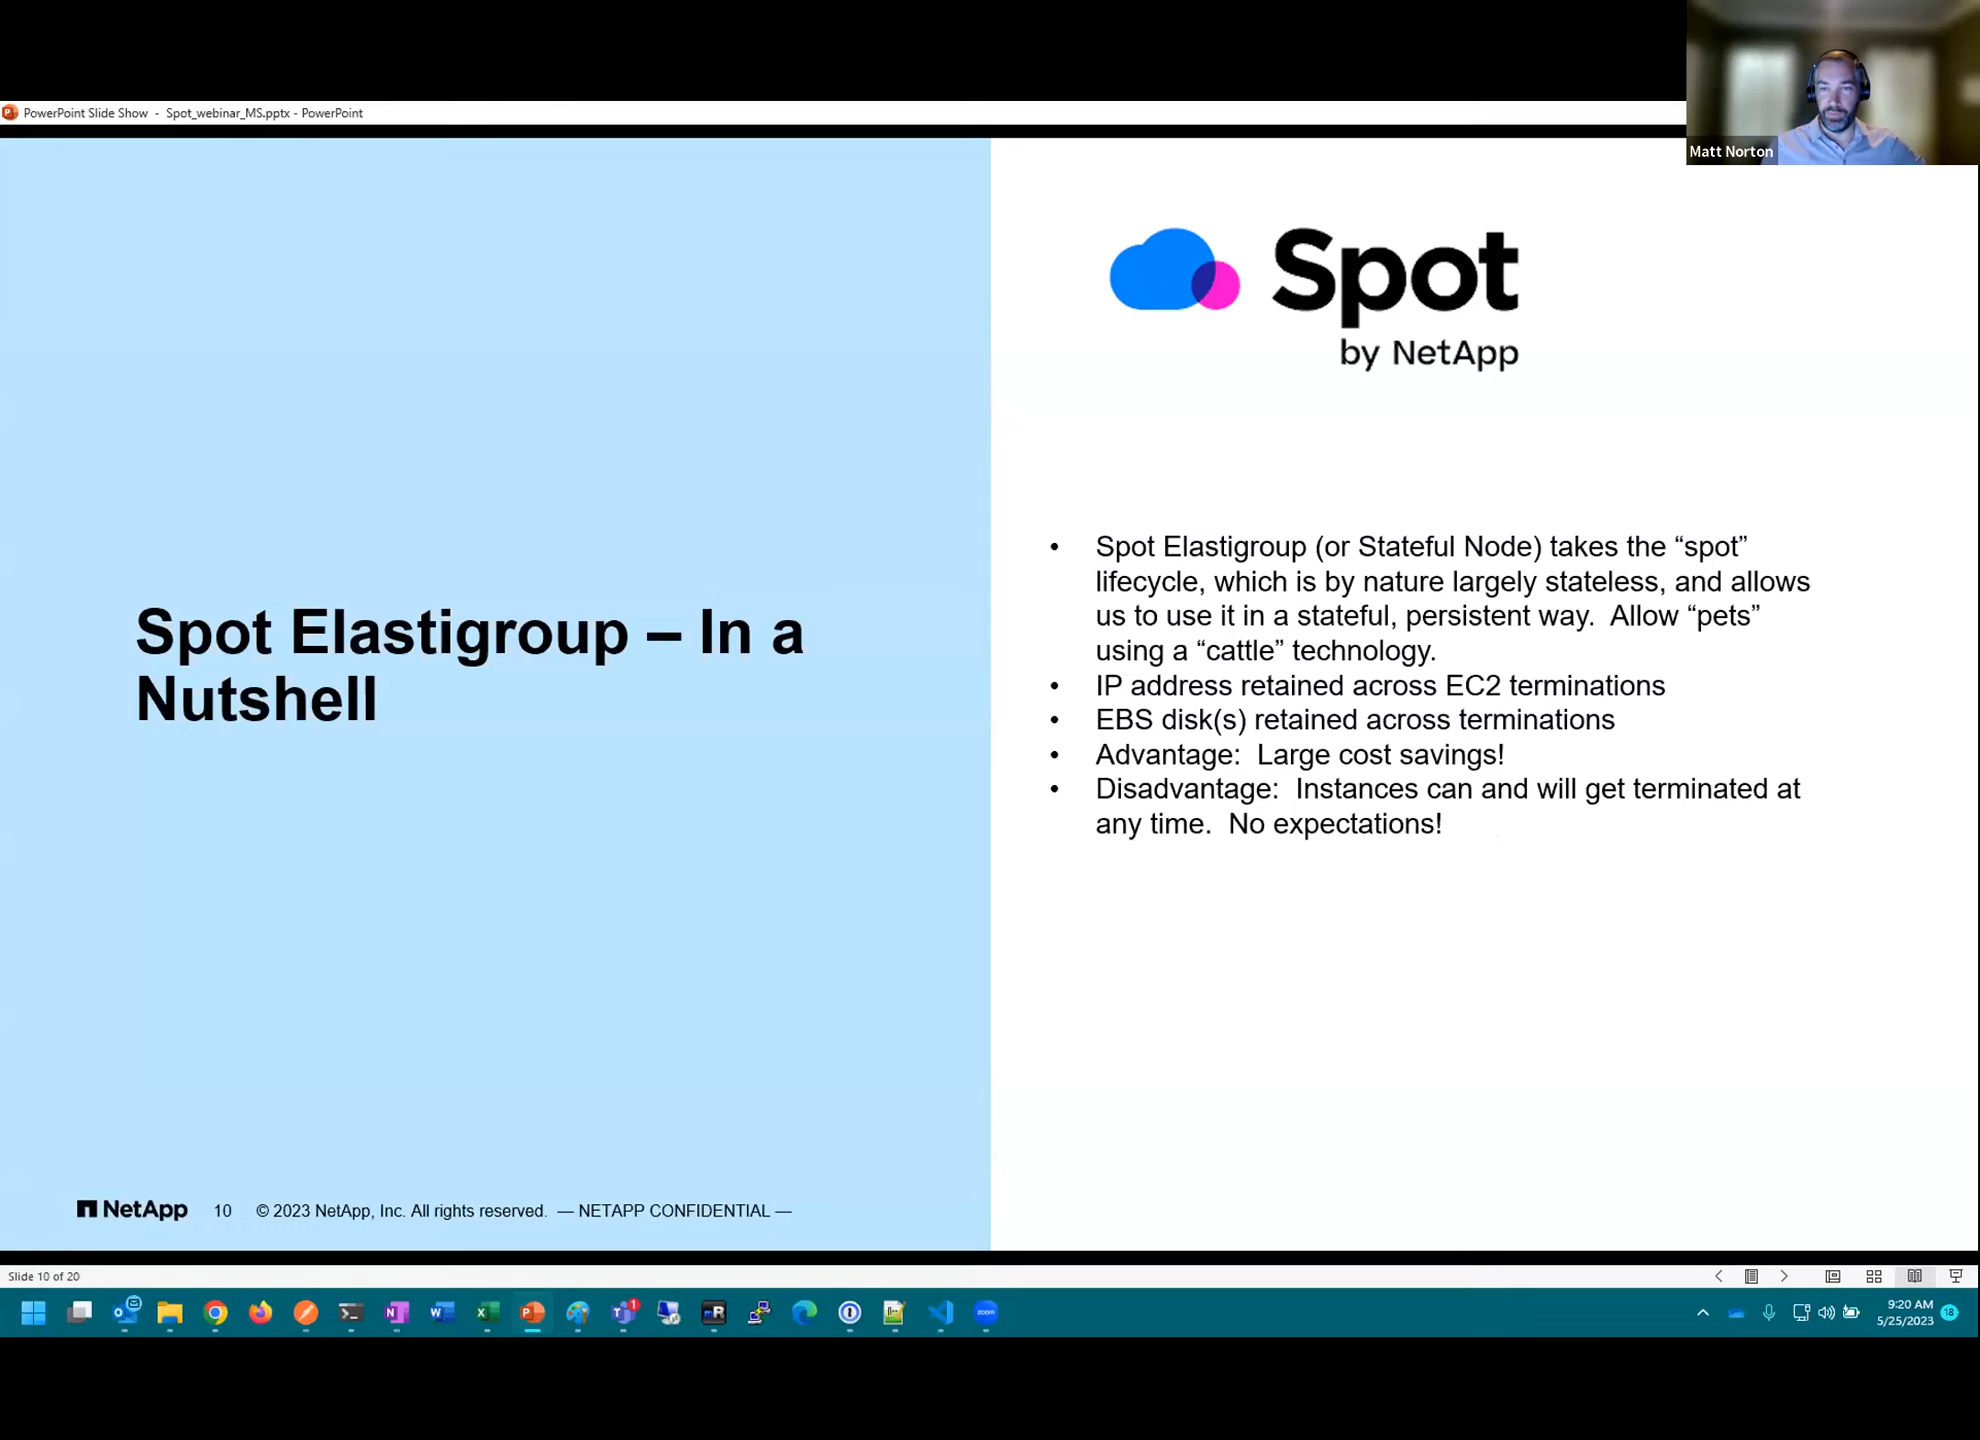 PowerPoint Slide Show - Spot_webinar_MS.pptx - PowerPoint
Matt Norton
Spot
by NetApp
Spot Elastigroup – In a
Nutshell
• Spot Elastigroup (or Stateful Node) takes the “spot”
lifecycle, which is by nature largely stateless, and allows
us to use it in a stateful, persistent way.  Allow “pets”
using a “cattle” technology.
• IP address retained across EC2 terminations
• EBS disk(s) retained across terminations
• Advantage:  Large cost savings!
• Disadvantage:  Instances can and will get terminated at
any time.  No expectations!
NetApp 10 © 2023 NetApp, Inc. All rights reserved. — NETAPP CONFIDENTIAL —
Slide 10 of 20
zoom
9:20 AM
5/25/2023
18